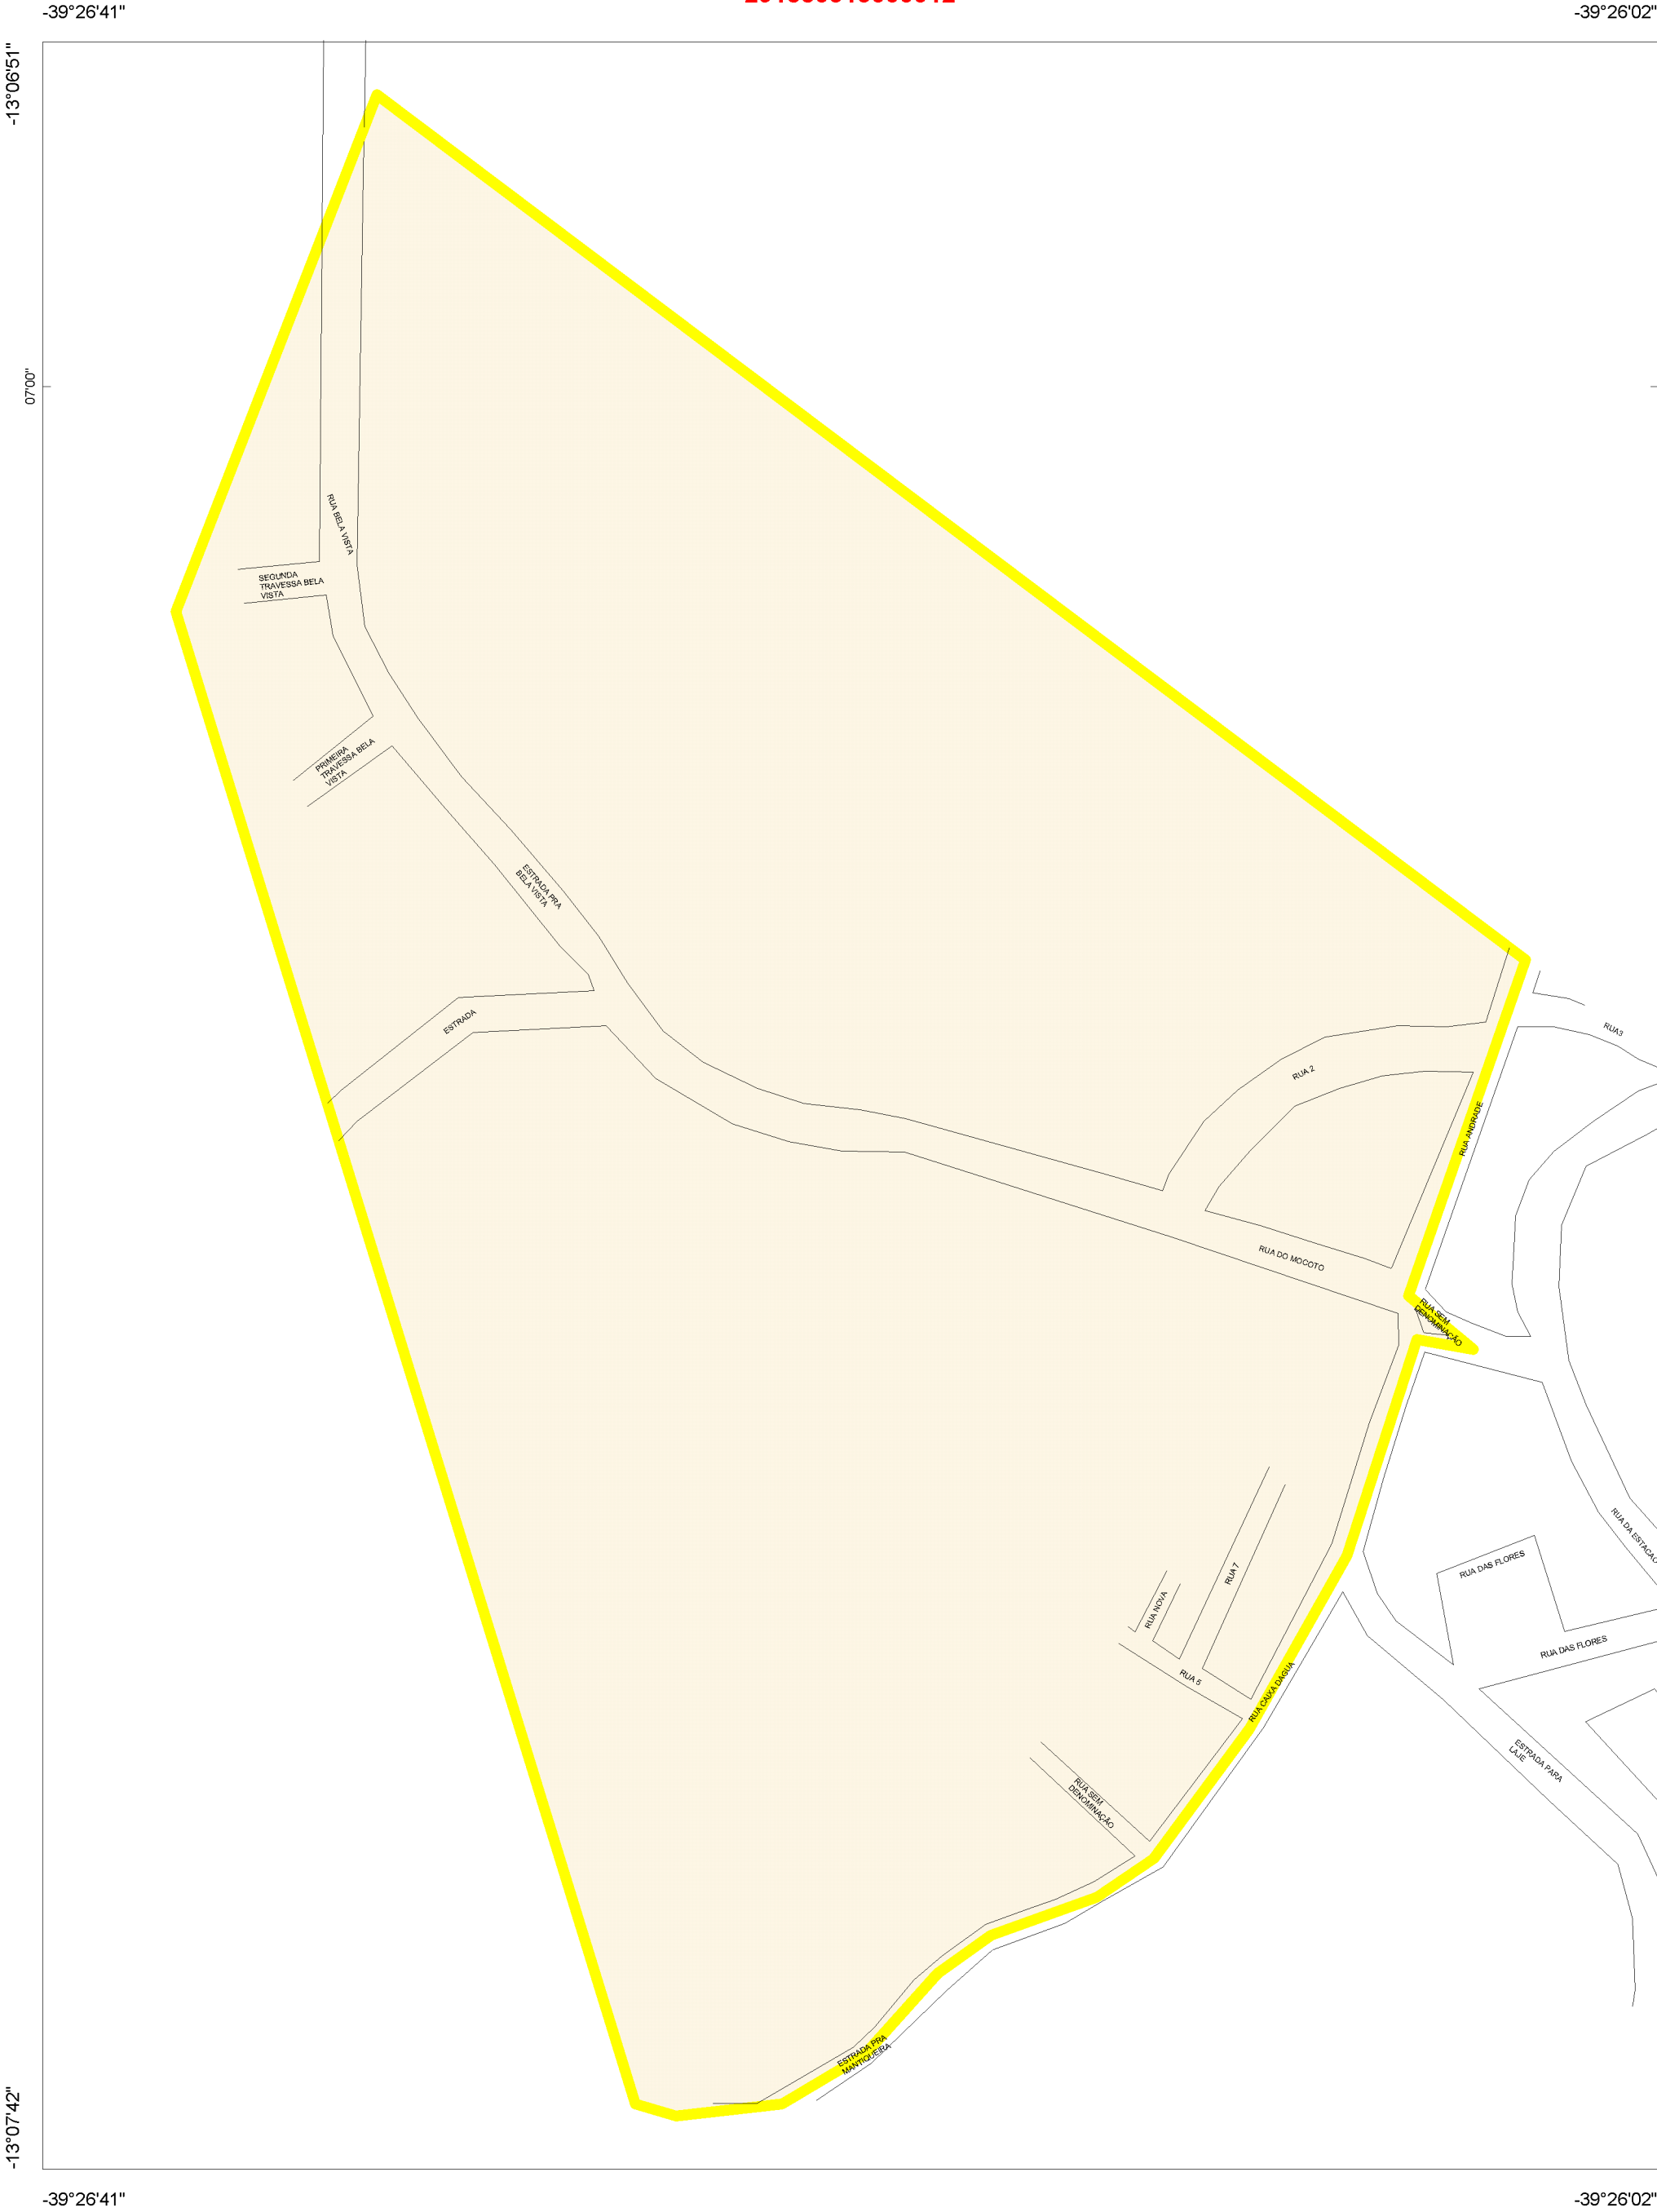 -39°26'41"
-39°26'02"
-13°06'51"
07'00"
RUA BELA VISTA
SEGUNDA
TRAVESSA BELA
VISTA
PRIMEIRA
TRAVESSA BELA
VISTA
ESTRADA PRA
BELA VISTA
ESTRADA
RUA3
RUA 2
RUA ANDRADE
RUA DO MOCOTO
RUA SEM
DENOMINAÇÃO
RUA DA ESTACAO
RUA DAS FLORES
RUA 7
RUA NOVA
RUA DAS FLORES
RUA 5
RUA CAIXA DAGUA
ESTRADA PARA
LAJE
RUA SEM
DENOMINAÇÃO
ESTRADA PRA
MANTIQUEIRA
-13°07'42"
-39°26'41"
-39°26'02"